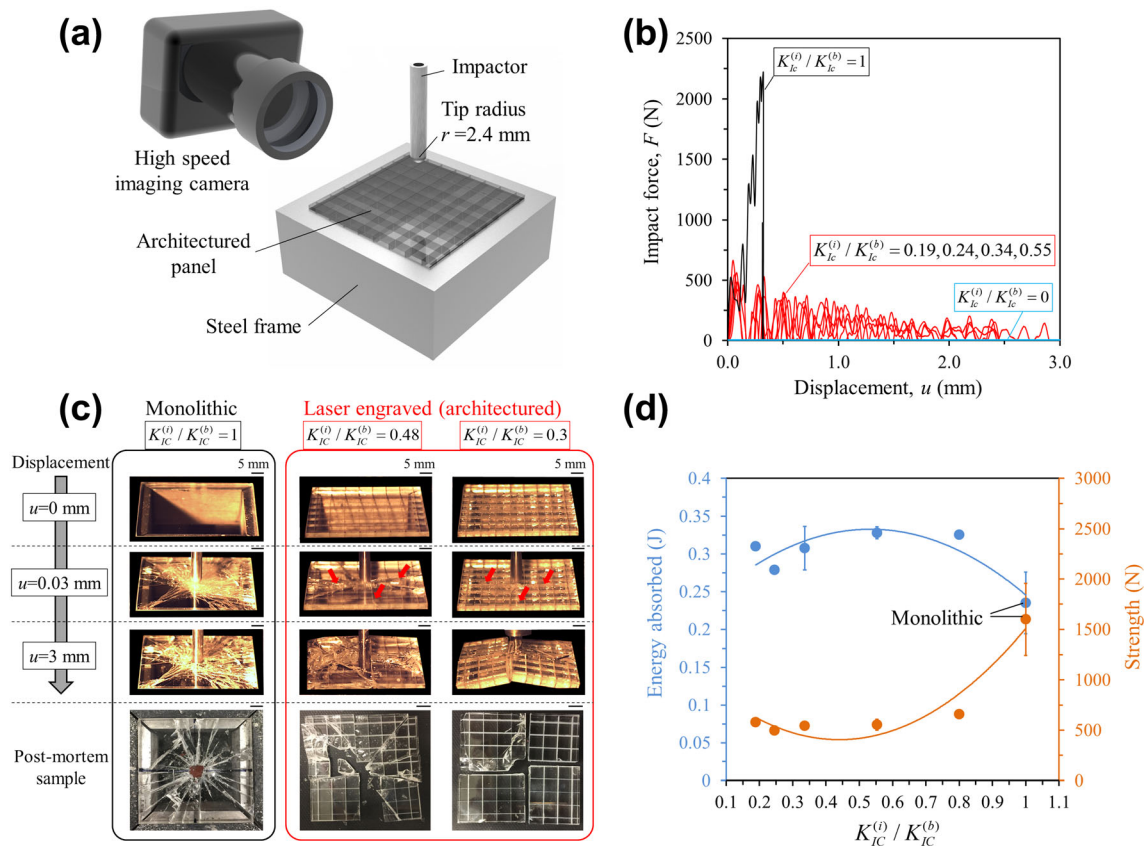 (a)
Impactor
Tip radius
r =2.4 mm
High speed
imaging camera
Architectured
panel
Steel frame
(b)
2500
2000
1500
1000
500
0
Impact force, F (N)
K_Ic^(i) / K_Ic^(b) = 1
K_Ic^(i) / K_Ic^(b) = 0.19, 0.24, 0.34, 0.55
K_Ic^(i) / K_Ic^(b) = 0
0.0 1.0 2.0 3.0
Displacement, u (mm)
(c)
Monolithic
K_IC^(i) / K_IC^(b) = 1
Laser engraved (architectured)
K_IC^(i) / K_IC^(b) = 0.48
K_IC^(i) / K_IC^(b) = 0.3
Displacement
5 mm
5 mm
5 mm
u=0 mm
u=0.03 mm
u=3 mm
Post-mortem
sample
(d)
0.4
0.35
0.3
0.25
0.2
0.15
0.1
0.05
0
Energy absorbed (J)
Monolithic
3000
2500
2000
1500
1000
500
0
Strength (N)
0.1 0.2 0.3 0.4 0.5 0.6 0.7 0.8 0.9 1 1.1
K_IC^(i) / K_IC^(b)